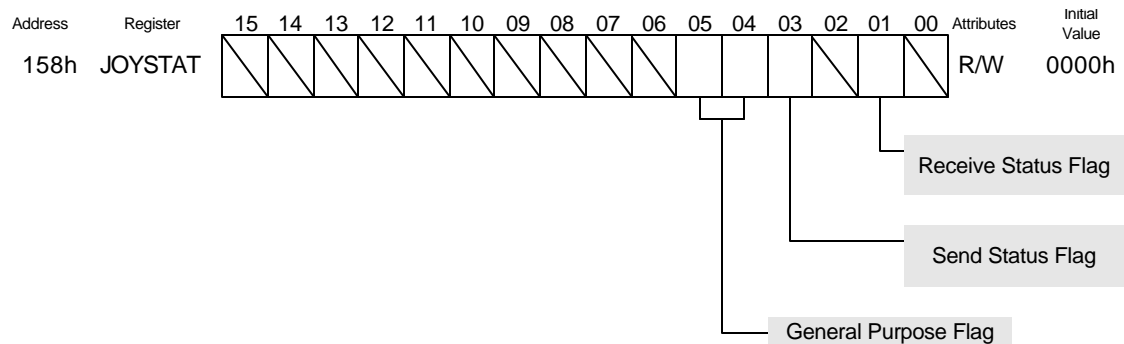 Address Register 15 14 13 12 11 10 09 08 07 06 05 04 03 02 01 00 Attributes Initial Value
158h JOYSTAT R/W 0000h
Receive Status Flag
Send Status Flag
General Purpose Flag